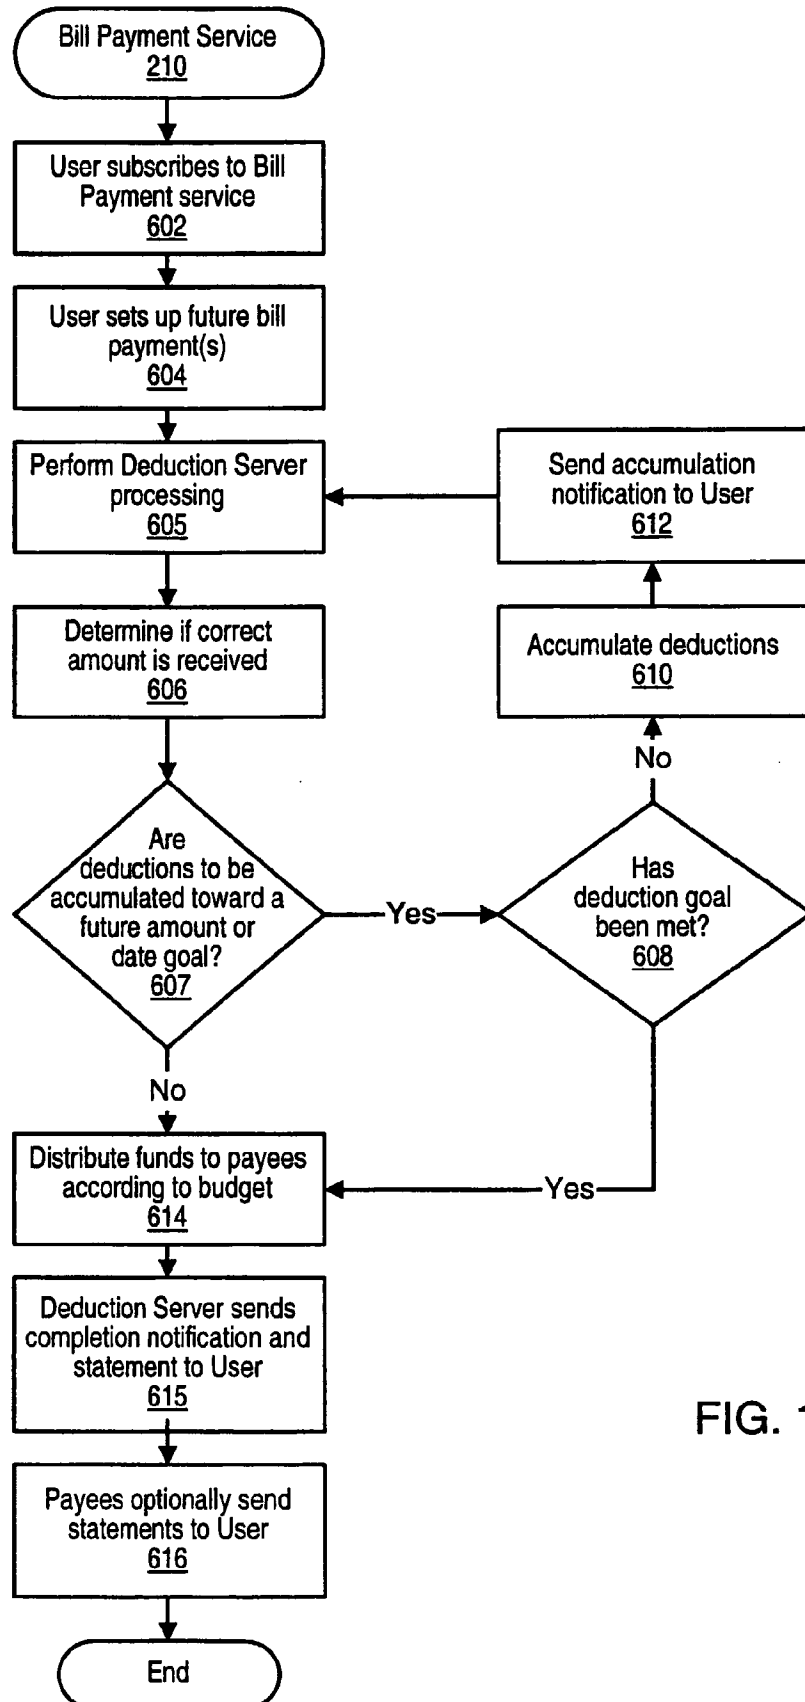 Bill Payment Service
210
User subscribes to Bill
Payment service
602
User sets up future bill
payment(s)
604
Perform Deduction Server
processing
605
Send accumulation
notification to User
612
Determine if correct
amount is received
606
Accumulate deductions
610
No
Are
deductions to be
accumulated toward a
future amount or
date goal?
607
Yes
Has
deduction goal
been met?
608
No
Distribute funds to payees
according to budget
614
Yes
Deduction Server sends
completion notification and
statement to User
615
FIG.
Payees optionally send
statements to User
616
End